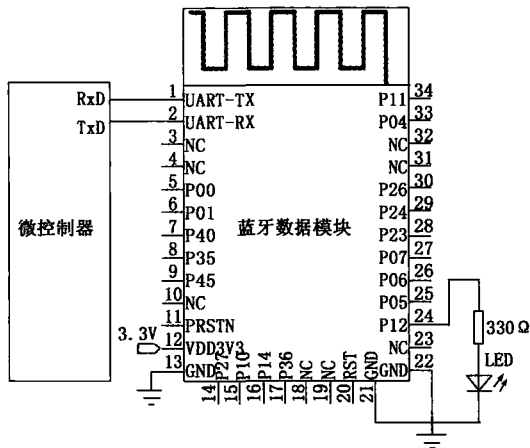 微控制器
RxD
TxD
蓝牙数据模块
1 UART-TX
2 UART-RX
3 NC
4 NC
5 P00
6 P01
7 P40
8 P35
9 P45
10 NC
11 PRSTN
3.3V
12 VDD3V3
13 GND
14 P27
15 P10
16 P14
17 P36
18 NC
19 NC
20 RST
21 GND
34 P11
33 P04
32 NC
31 NC
30 P26
29 P24
28 P23
27 P07
26 P06
25 P05
24 P12
23 NC
22 GND
330Ω
LED